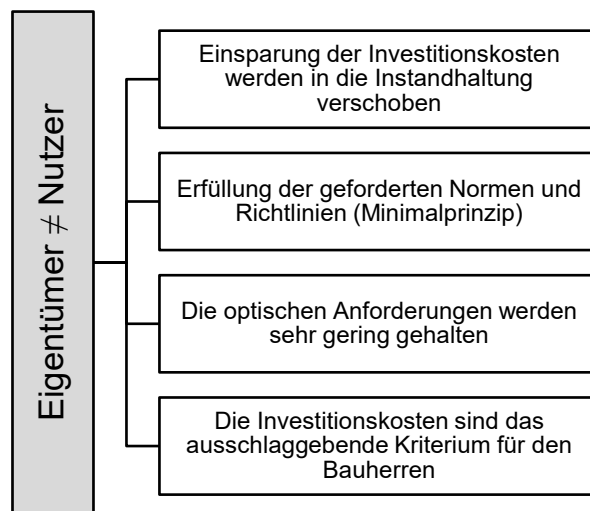 Eigentümer ≠ Nutzer
Einsparung der Investitionskosten
werden in die Instandhaltung
verschoben
Erfüllung der geforderten Normen und
Richtlinien (Minimalprinzip)
Die optischen Anforderungen werden
sehr gering gehalten
Die Investitionskosten sind das
ausschlaggebende Kriterium für den
Bauherren